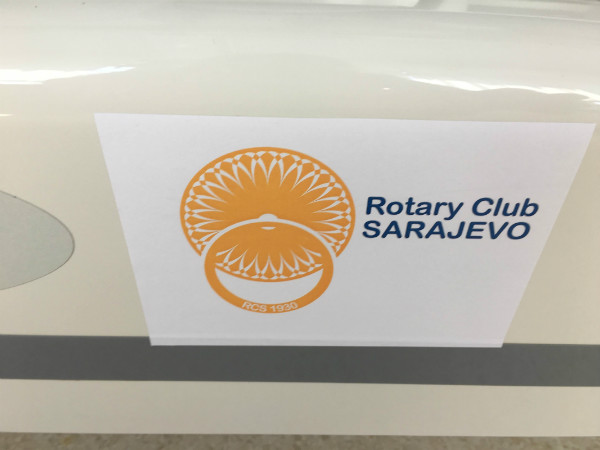 Rotary Club
SARAJEVO
RCS 1930